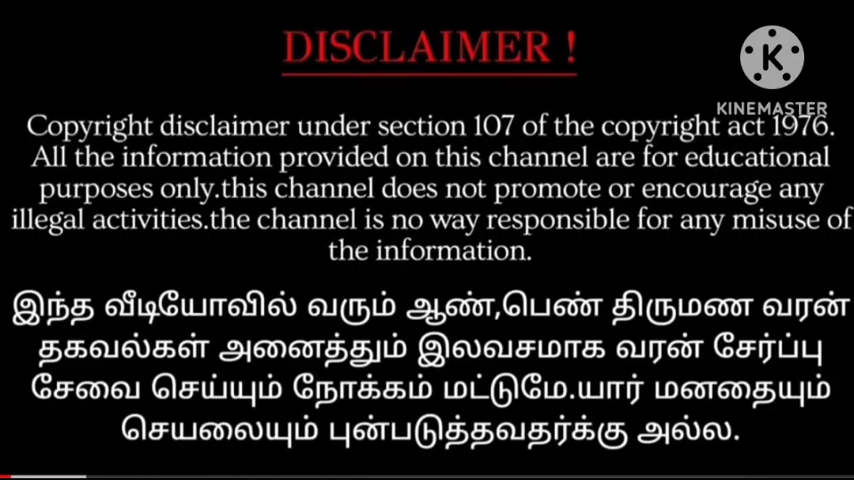 DISCLAIMER !
KINEMASTER
Copyright disclaimer under section 107 of the copyright act 1976.
All the information provided on this channel are for educational
purposes only.this channel does not promote or encourage any
illegal activities.the channel is no way responsible for any misuse of
the information.
இந்த வீடியோவில் வரும் ஆண்,பெண் திருமண வரன்
தகவல்கள் அனைத்தும் இலவசமாக வரன் சேர்ப்பு
சேவை செய்யும் நோக்கம் மட்டுமே.யார் மனதையும்
செயலையும் புன்படுத்தவதர்க்கு அல்ல.